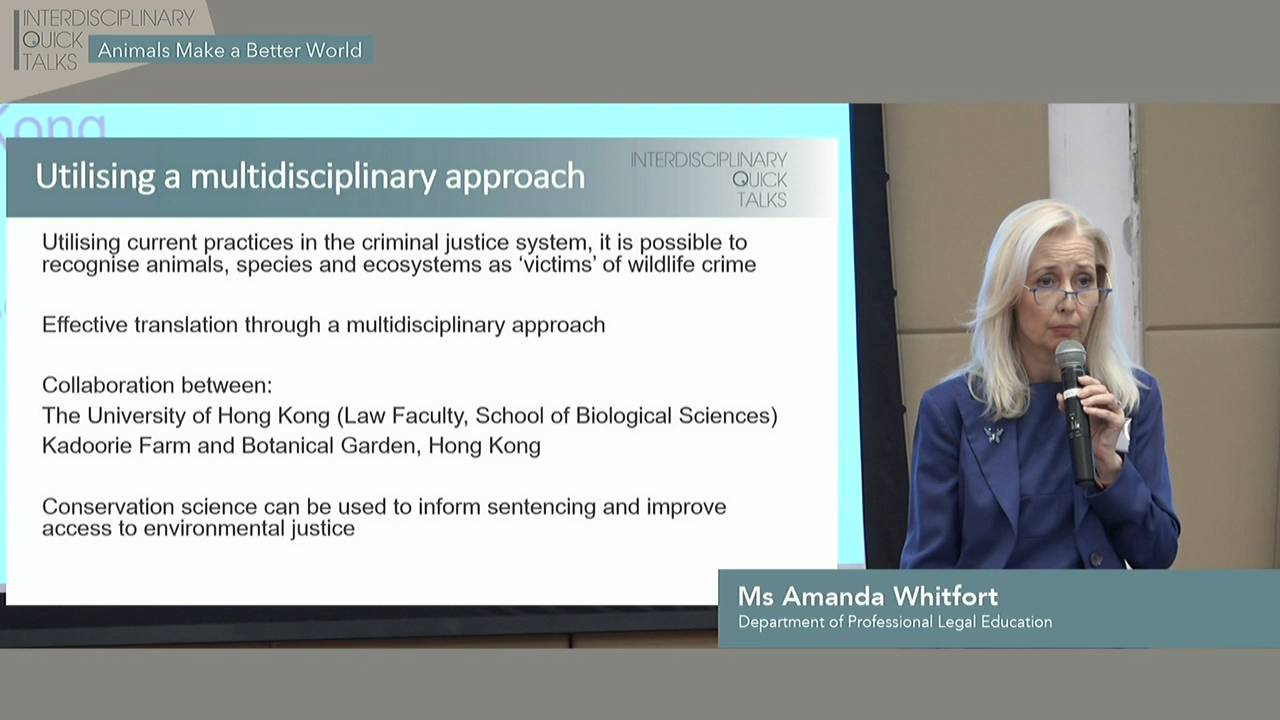 INTERDISCIPLINARY
QUICK
TALKS
Animals Make a Better World
Kong
Utilising a multidisciplinary approach
INTERDISCIPLINARY
QUICK
TALKS
Utilising current practices in the criminal justice system, it is possible to
recognise animals, species and ecosystems as ‘victims’ of wildlife crime
Effective translation through a multidisciplinary approach
Collaboration between:
The University of Hong Kong (Law Faculty, School of Biological Sciences)
Kadoorie Farm and Botanical Garden, Hong Kong
Conservation science can be used to inform sentencing and improve
access to environmental justice
Ms Amanda Whitfort
Department of Professional Legal Education